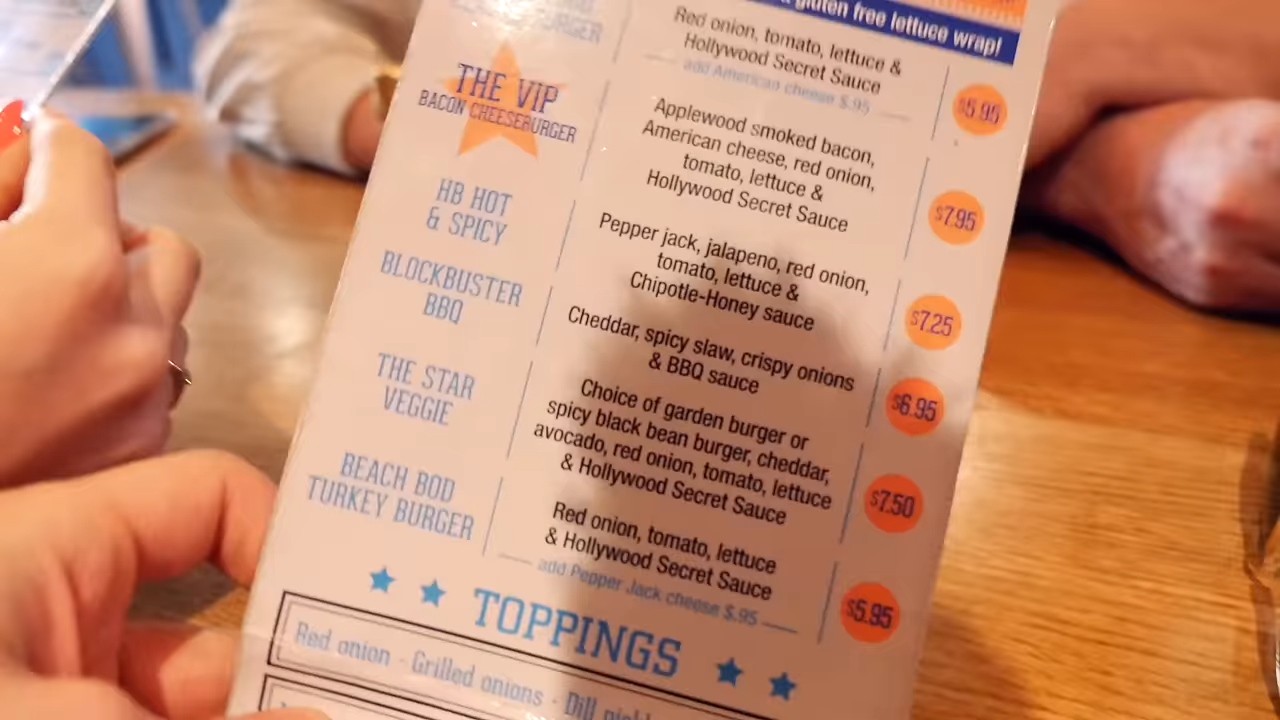 gluten free lettuce wrap!
BURGER
Red onion, tomato, lettuce &
Hollywood Secret Sauce
add American cheese $.95
$5.95
THE VIP
BACON CHEESEBURGER
Applewood smoked bacon,
American cheese, red onion,
tomato, lettuce &
Hollywood Secret Sauce
$7.95
HB HOT
& SPICY
Pepper jack, jalapeno, red onion,
tomato, lettuce &
Chipotle-Honey sauce
$7.25
BLOCKBUSTER
BBQ
Cheddar, spicy slaw, crispy onions
& BBQ sauce
$6.95
THE STAR
VEGGIE
Choice of garden burger or
spicy black bean burger, cheddar,
avocado, red onion, tomato, lettuce
& Hollywood Secret Sauce
$7.50
BEACH BOD
TURKEY BURGER
Red onion, tomato, lettuce
& Hollywood Secret Sauce
add Pepper Jack cheese $.95
$5.95
TOPPINGS
Red onion · Grilled onions · Dill